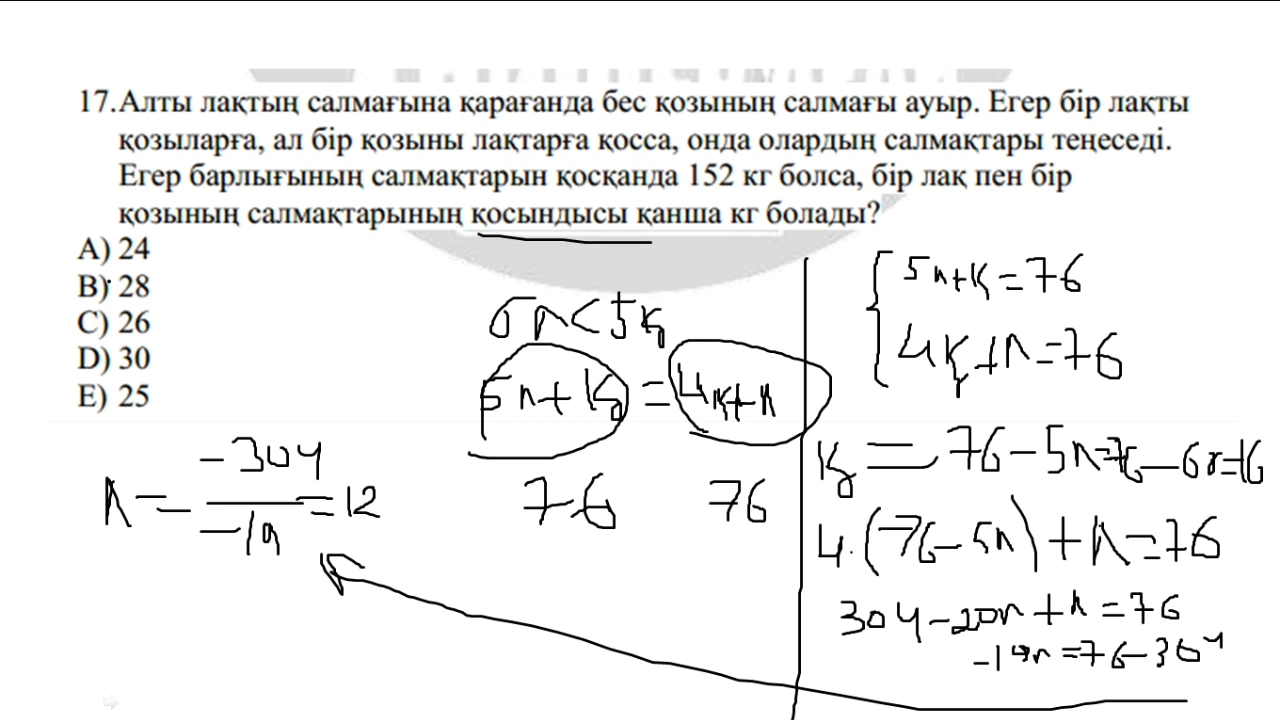 17.Алты лақтың салмағына қарағанда бес қозының салмағы ауыр. Егер бір лақты
қозыларға, ал бір қозыны лақтарға қосса, онда олардың салмақтары теңеседі.
Егер барлығының салмақтарын қосқанда 152 кг болса, бір лақ пен бір
қозының салмақтарының қосындысы қанша кг болады?
A) 24
B) 28
C) 26
D) 30
E) 25
6л<5қ
5л+қ = 4қ+л
76 76
л = -304/-19 = 12
5л+қ=76
4қ+л=76
қ = 76-5л=76-60=16
4·(76-5л)+л=76
304-20л+л=76
-19л=76-304